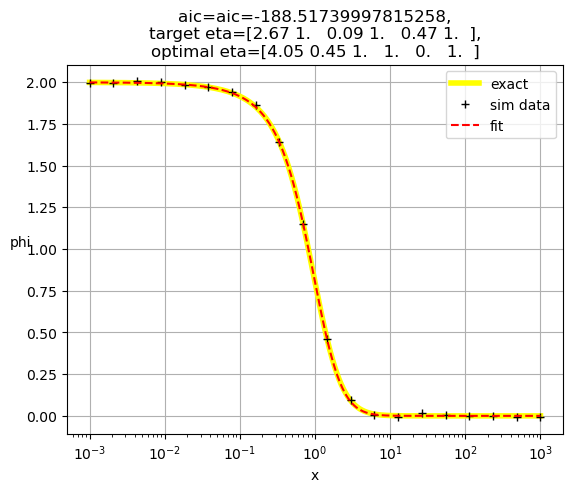 aic=aic=-188.51739997815258,
target eta=[2.67 1.   0.09 1.   0.47 1.  ],
optimal eta=[4.05 0.45 1.   1.   0.   1.  ]
2.00
1.75
1.50
1.25
1.00
0.75
0.50
0.25
0.00
phi
exact
sim data
fit
10⁻³
10⁻²
10⁻¹
10⁰
10¹
10²
10³
x